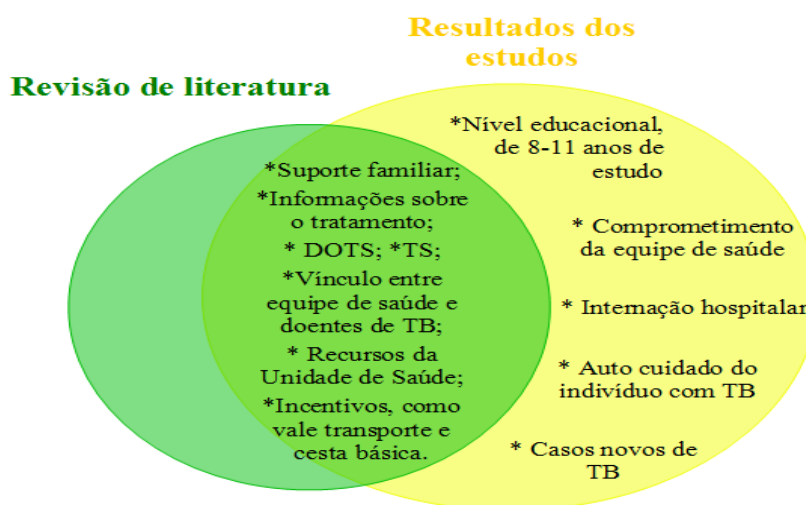 Resultados dos
estudos
Revisão de literatura
*Suporte familiar;
*Informações sobre
o tratamento;
* DOTS; *TS;
*Vínculo entre
equipe de saúde e
doentes de TB;
* Recursos da
Unidade de Saúde;
*Incentivos, como
vale transporte e
cesta básica.
*Nível educacional,
de 8-11 anos de
estudo
* Comprometimento
da equipe de saúde
* Internação hospitalar
* Auto cuidado do
indivíduo com TB
* Casos novos de
TB